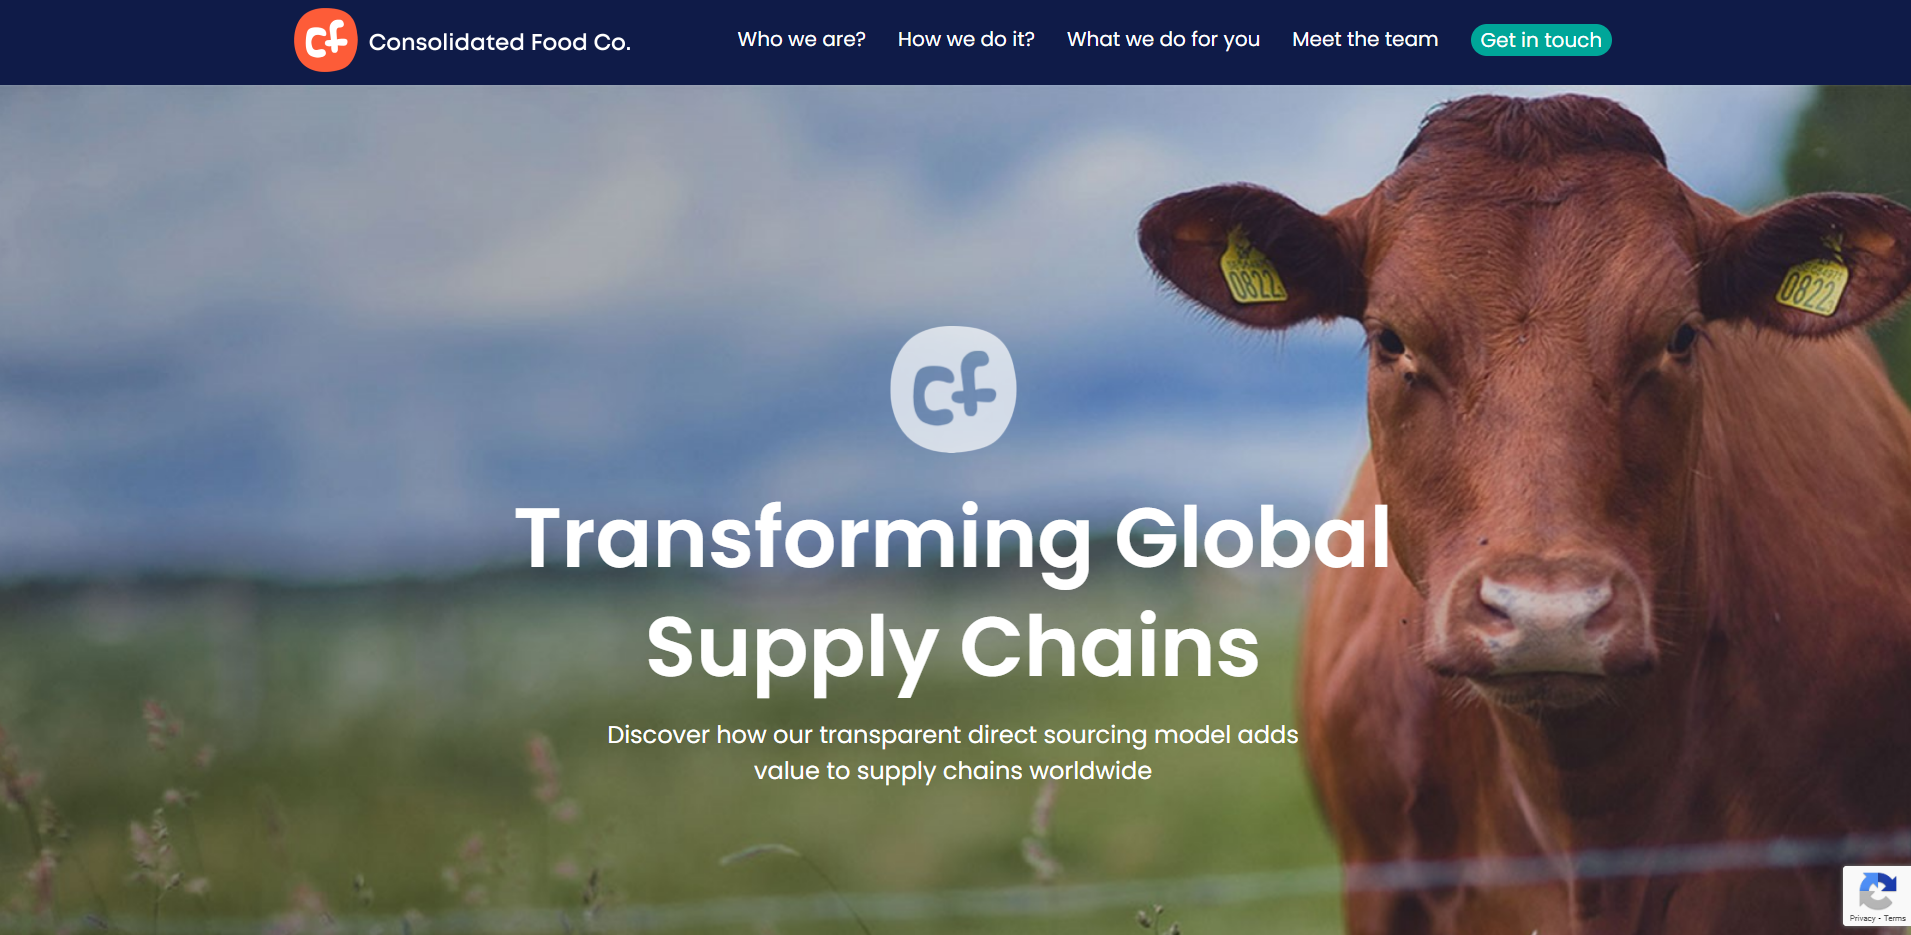 cf Consolidated Food Co.
Who we are? How we do it? What we do for you Meet the team Get in touch
0822
0822
cf
Transforming Global
Supply Chains
Discover how our transparent direct sourcing model adds
value to supply chains worldwide
Privacy - Terms